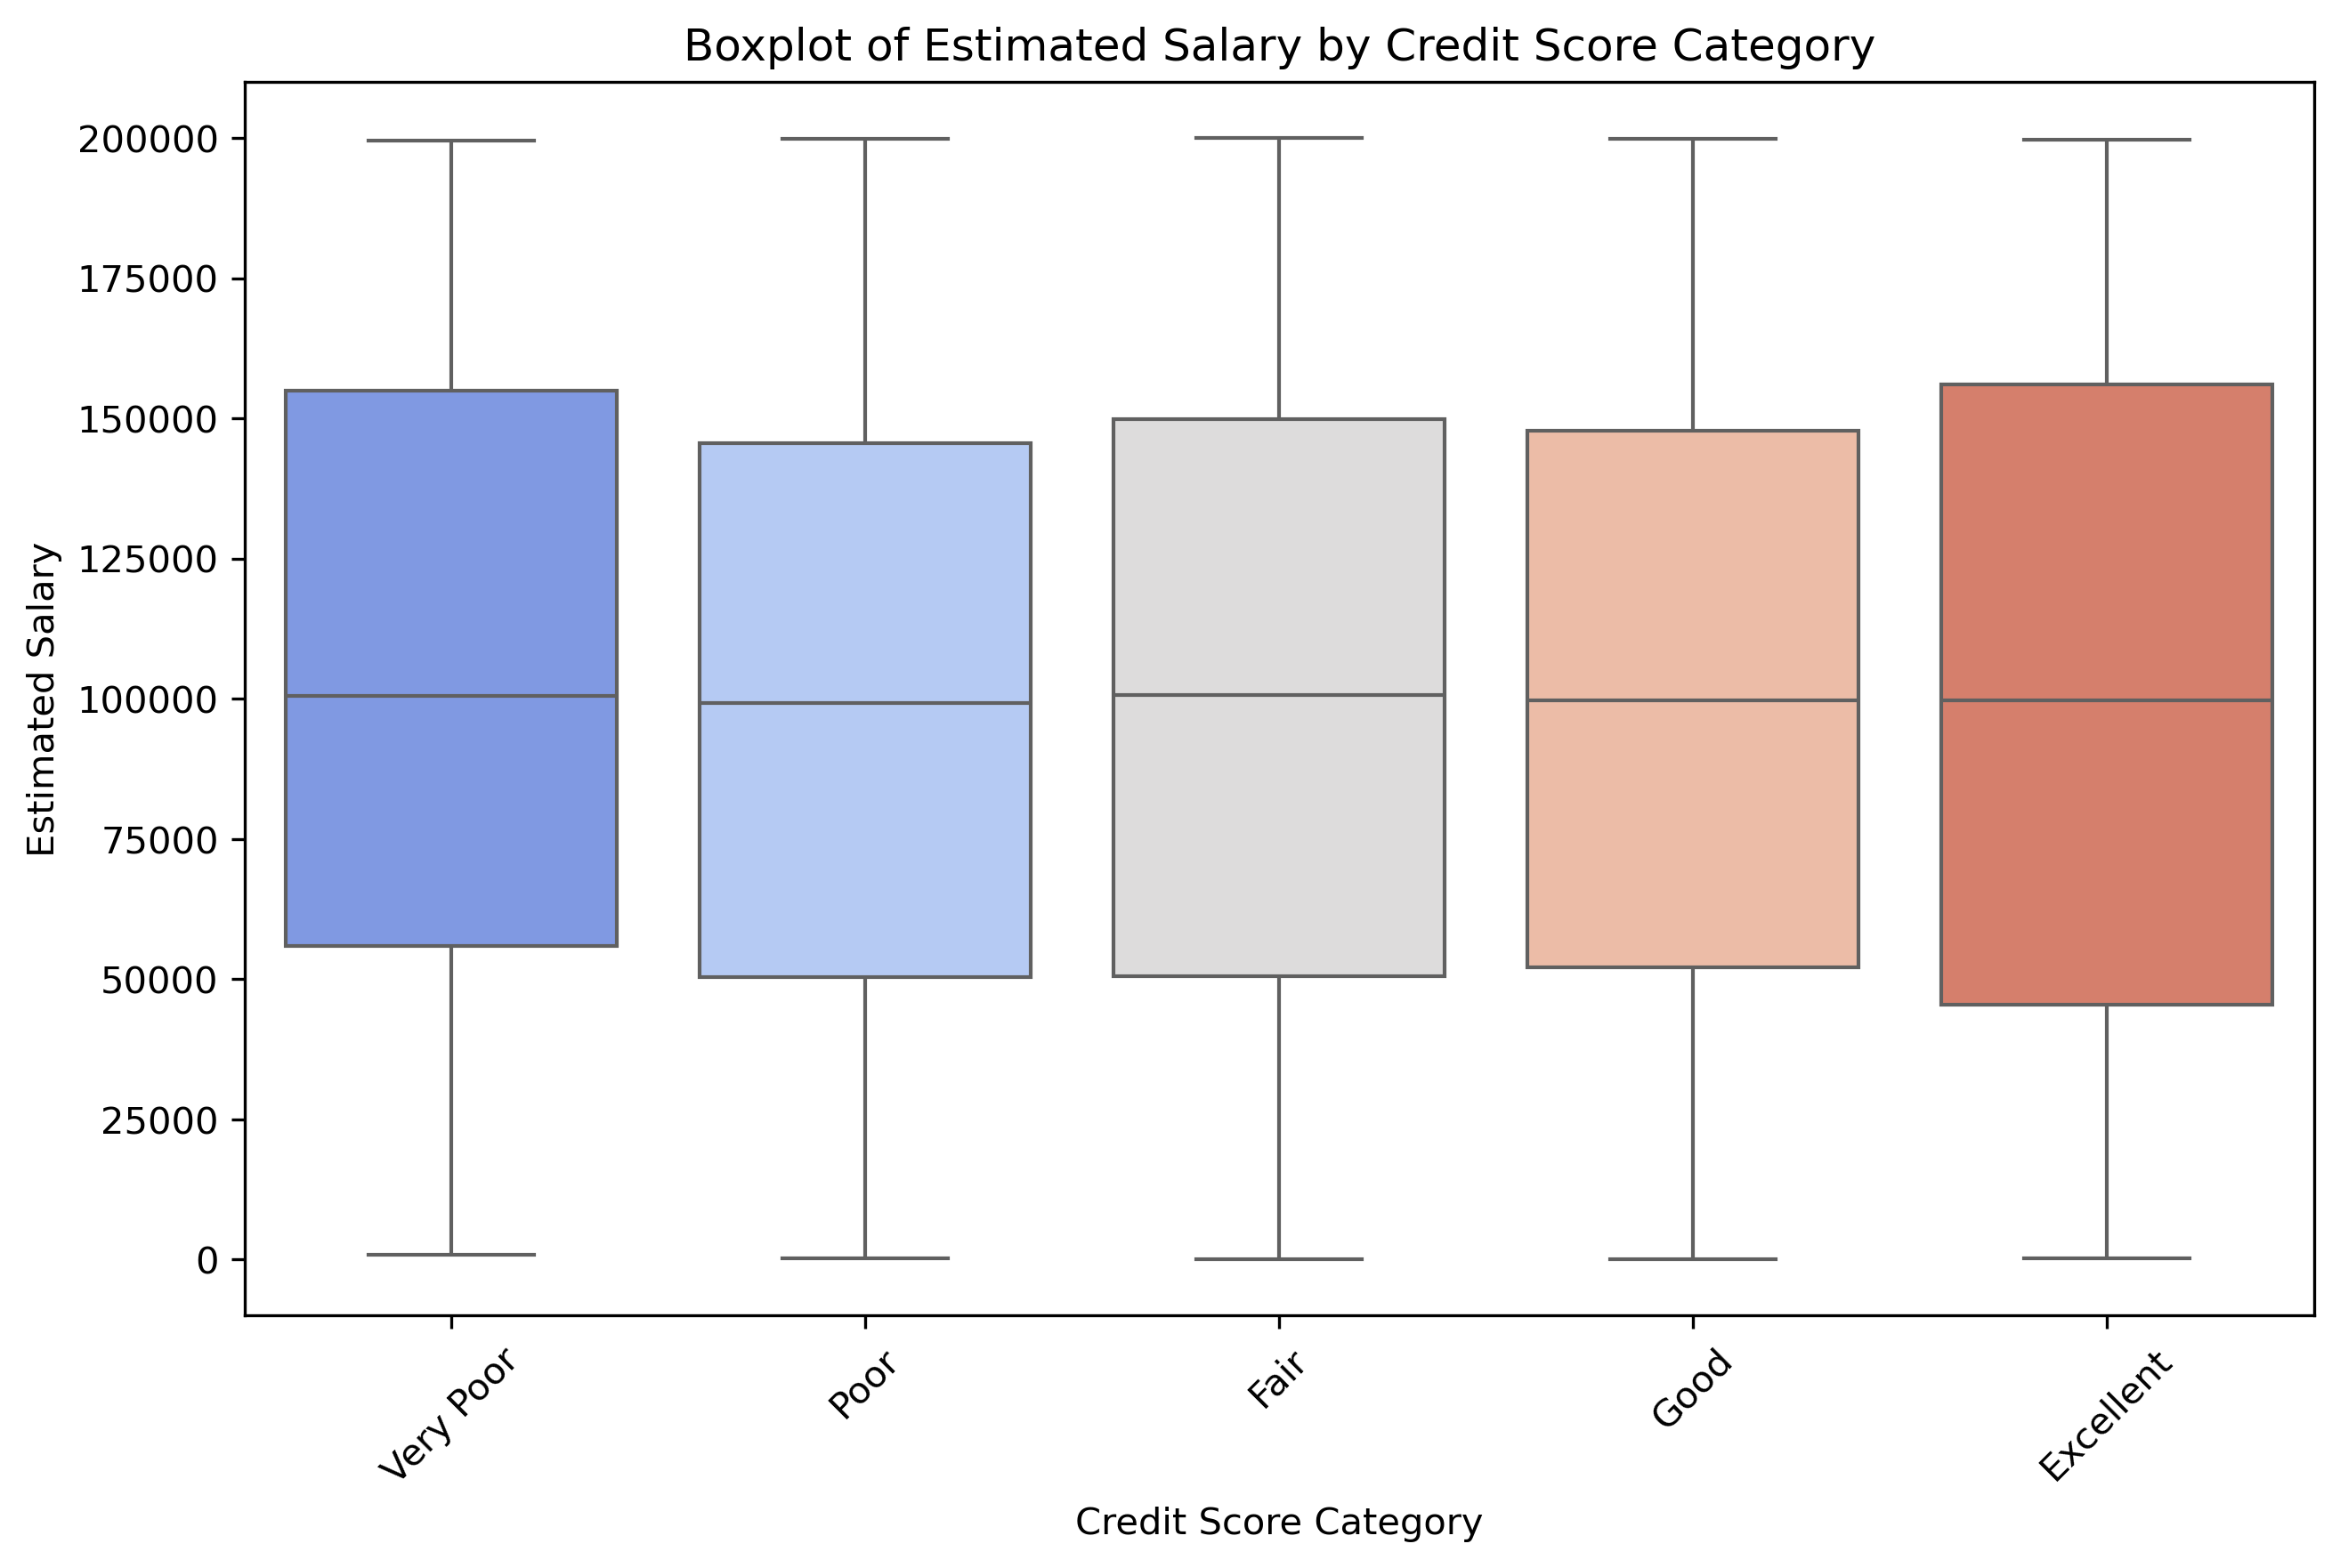 Boxplot of Estimated Salary by Credit Score Category
Estimated Salary
200000
175000
150000
125000
100000
75000
50000
25000
0
Very Poor
Poor
Fair
Good
Excellent
Credit Score Category